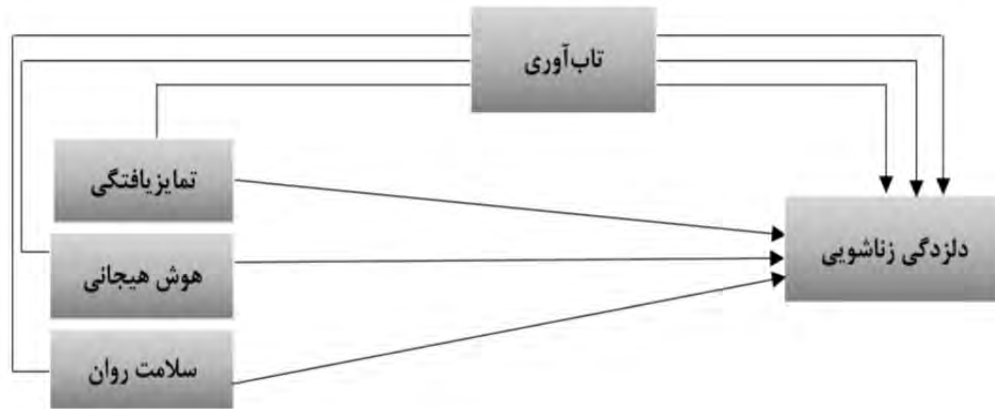 تاب‌آوری
تمایزیافتگی
هوش هیجانی
دلزدگی زناشویی
سلامت روان